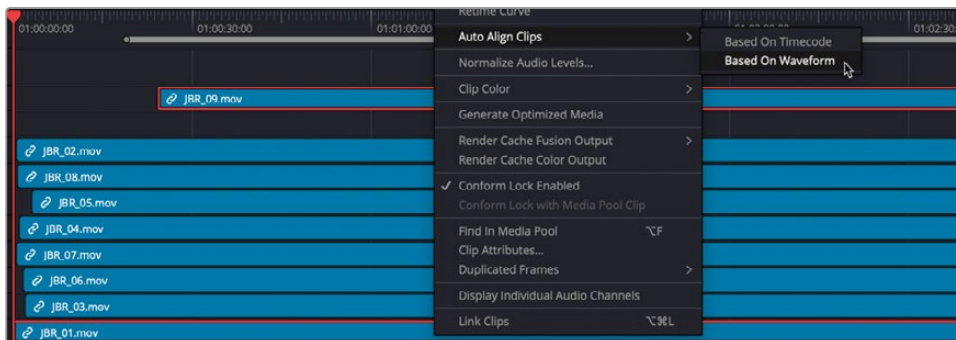 Retime Curve
01:00:00:00
01:00:30:00
01:01:00:00
01:02:30
Auto Align Clips >
Based On Timecode
Based On Waveform
Normalize Audio Levels...
Clip Color >
Generate Optimized Media
Render Cache Fusion Output >
Render Cache Color Output
✓ Conform Lock Enabled
Conform Lock with Media Pool Clip
Find In Media Pool ⌥F
Clip Attributes...
Duplicated Frames >
Display Individual Audio Channels
Link Clips ⌥⌘L
JBR_09.mov
JBR_02.mov
JBR_08.mov
JBR_05.mov
JBR_04.mov
JBR_07.mov
JBR_06.mov
JBR_03.mov
JBR_01.mov